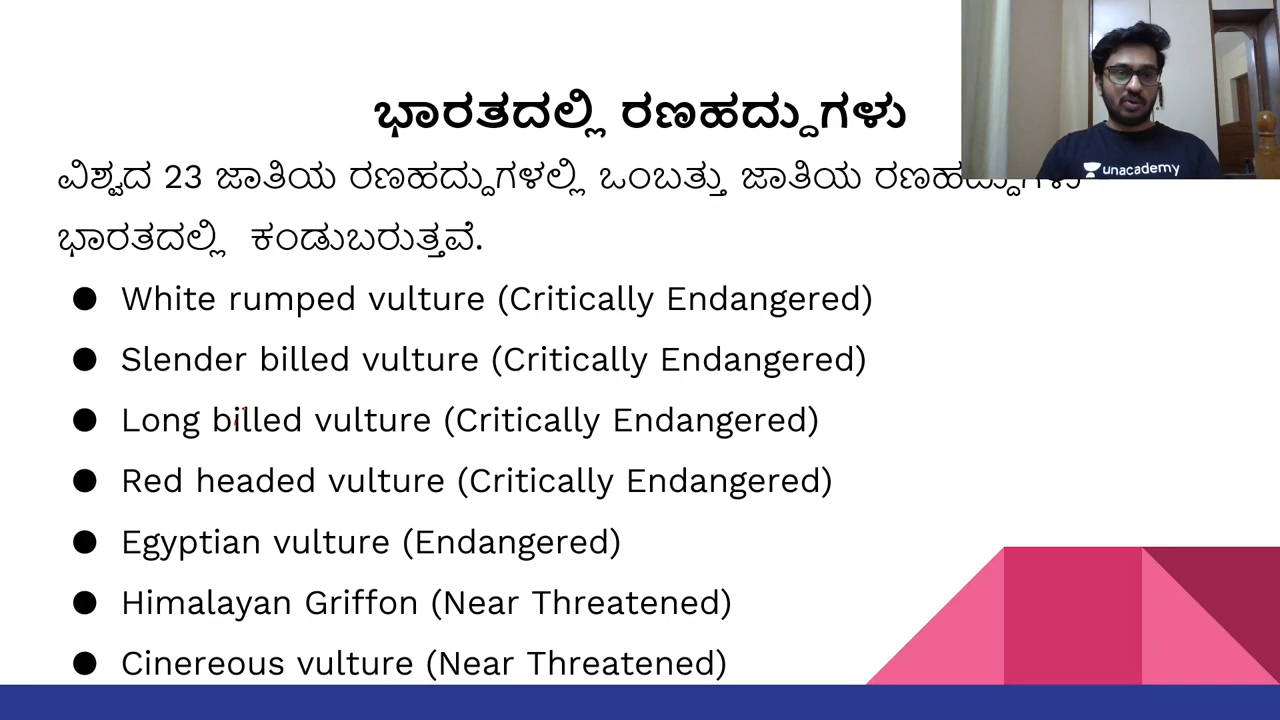 ಭಾರತದಲ್ಲಿ ರಣಹದ್ದುಗಳು
unacademy
ವಿಶ್ವದ 23 ಜಾತಿಯ ರಣಹದ್ದುಗಳಲ್ಲಿ ಒಂಬತ್ತು ಜಾತಿಯ ರಣಹದ್ದುಗಳು
ಭಾರತದಲ್ಲಿ ಕಂಡುಬರುತ್ತವೆ.
● White rumped vulture (Critically Endangered)
● Slender billed vulture (Critically Endangered)
● Long billed vulture (Critically Endangered)
● Red headed vulture (Critically Endangered)
● Egyptian vulture (Endangered)
● Himalayan Griffon (Near Threatened)
● Cinereous vulture (Near Threatened)